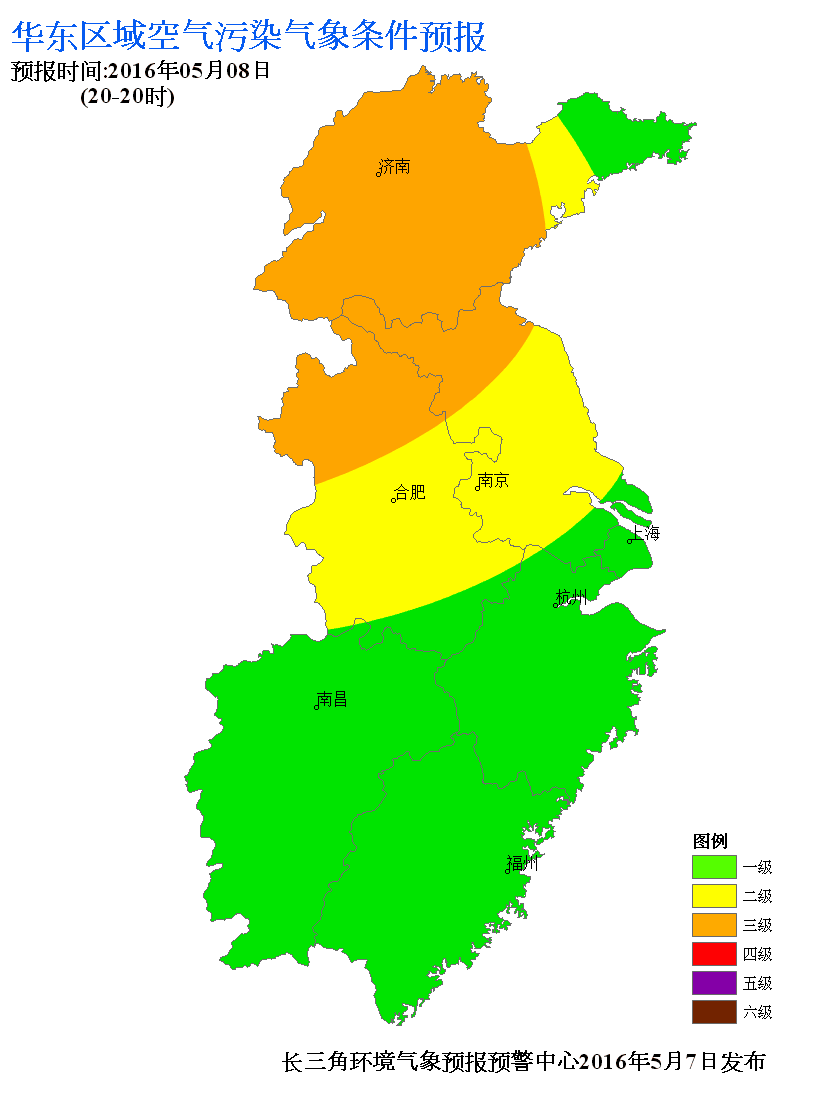 华东区域空气污染气象条件预报
预报时间:2016年05月08日
(20-20时)
济南
合肥
南京
上海
杭州
南昌
福州
图例
一级
二级
三级
四级
五级
六级
长三角环境气象预报预警中心2016年5月7日发布